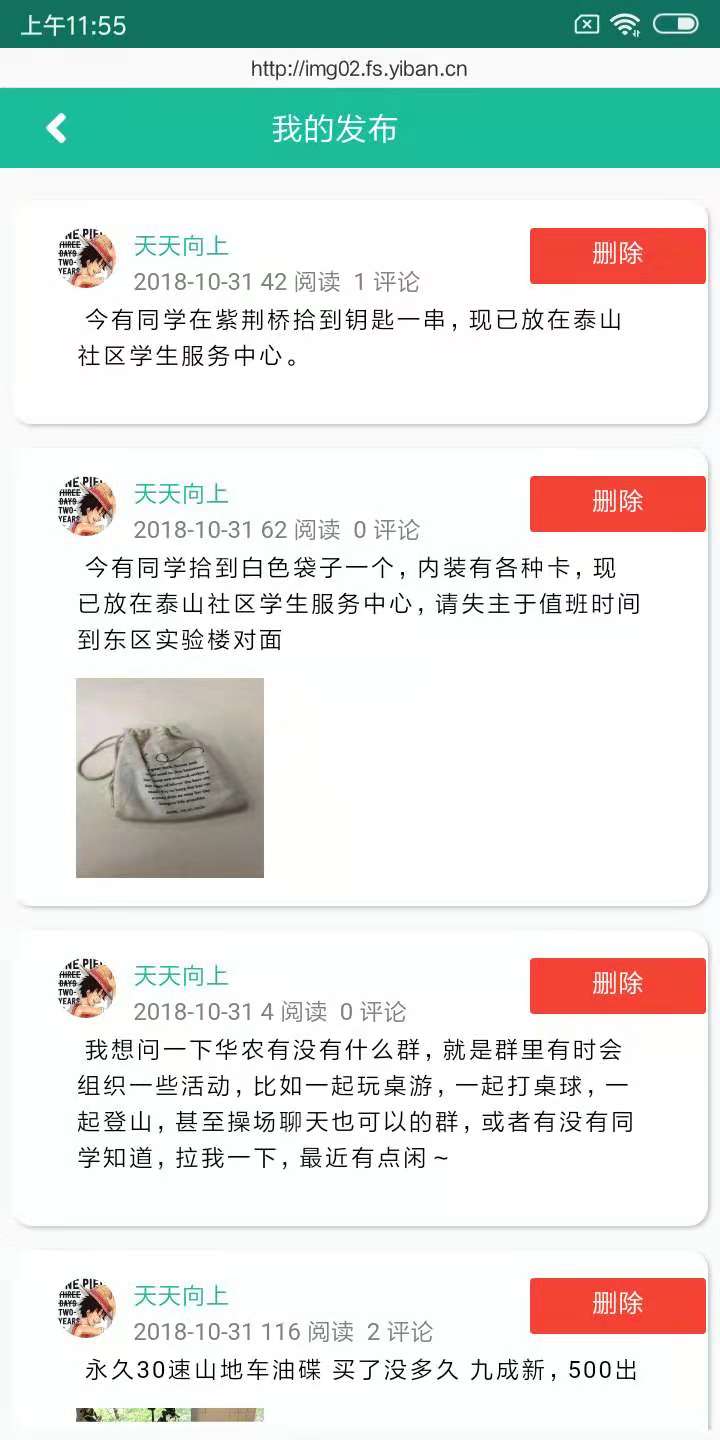 上午11:55
http://img02.fs.yiban.cn
我的发布
天天向上
删除
2018-10-31 42 阅读 1 评论
今有同学在紫荆桥拾到钥匙一串，现已放在泰山
社区学生服务中心。
天天向上
删除
2018-10-31 62 阅读 0 评论
今有同学拾到白色袋子一个，内装有各种卡，现
已放在泰山社区学生服务中心，请失主于值班时间
到东区实验楼对面
天天向上
删除
2018-10-31 4 阅读 0 评论
我想问一下华农有没有什么群，就是群里有时会
组织一些活动，比如一起玩桌游，一起打桌球，一
起登山，甚至操场聊天也可以的群，或者有没有同
学知道，拉我一下，最近有点闲～
天天向上
删除
2018-10-31 116 阅读 2 评论
永久30速山地车油碟 买了没多久 九成新，500出